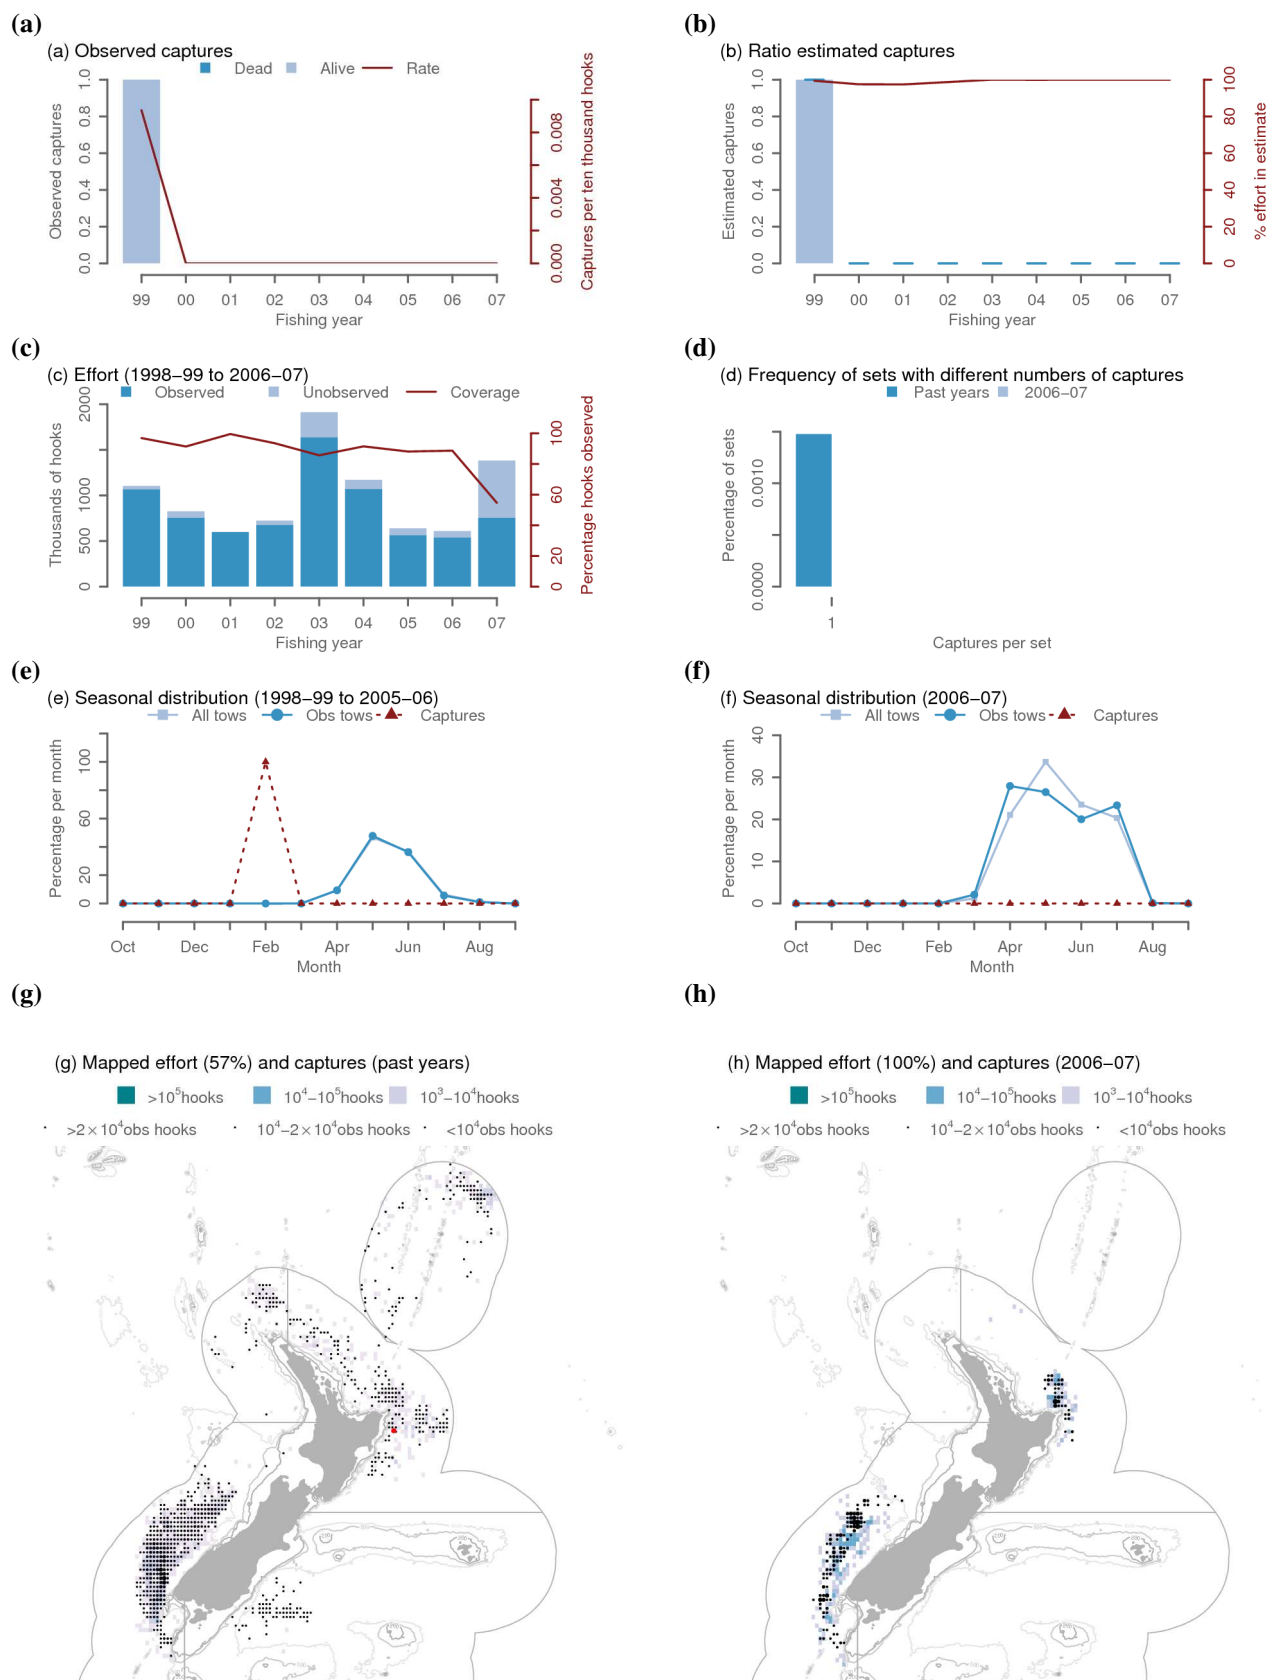 (a)
(a) Observed captures
Dead Alive Rate
Observed captures
0.0 0.2 0.4 0.6 0.8 1.0
0.000 0.004 0.008
Captures per ten thousand hooks
99 00 01 02 03 04 05 06 07
Fishing year
(b)
(b) Ratio estimated captures
Estimated captures
0.0 0.2 0.4 0.6 0.8 1.0
0 20 40 60 80 100
% effort in estimate
99 00 01 02 03 04 05 06 07
Fishing year
(c)
(c) Effort (1998–99 to 2006–07)
Observed Unobserved Coverage
Thousands of hooks
0 500 1000 2000
0 20 60 100
Percentage hooks observed
99 00 01 02 03 04 05 06 07
Fishing year
(d)
(d) Frequency of sets with different numbers of captures
Past years 2006–07
Percentage of sets
0.0000 0.0010
1
Captures per set
(e)
(e) Seasonal distribution (1998–99 to 2005–06)
All tows Obs tows Captures
Percentage per month
0 20 60 100
Oct Dec Feb Apr Jun Aug
Month
(f)
(f) Seasonal distribution (2006–07)
All tows Obs tows Captures
Percentage per month
0 10 20 30 40
Oct Dec Feb Apr Jun Aug
Month
(g)
(g) Mapped effort (57%) and captures (past years)
>10⁵hooks 10⁴–10⁵hooks 10³–10⁴hooks
>2×10⁴obs hooks 10⁴–2×10⁴obs hooks <10⁴obs hooks
(h)
(h) Mapped effort (100%) and captures (2006–07)
>10⁵hooks 10⁴–10⁵hooks 10³–10⁴hooks
>2×10⁴obs hooks 10⁴–2×10⁴obs hooks <10⁴obs hooks